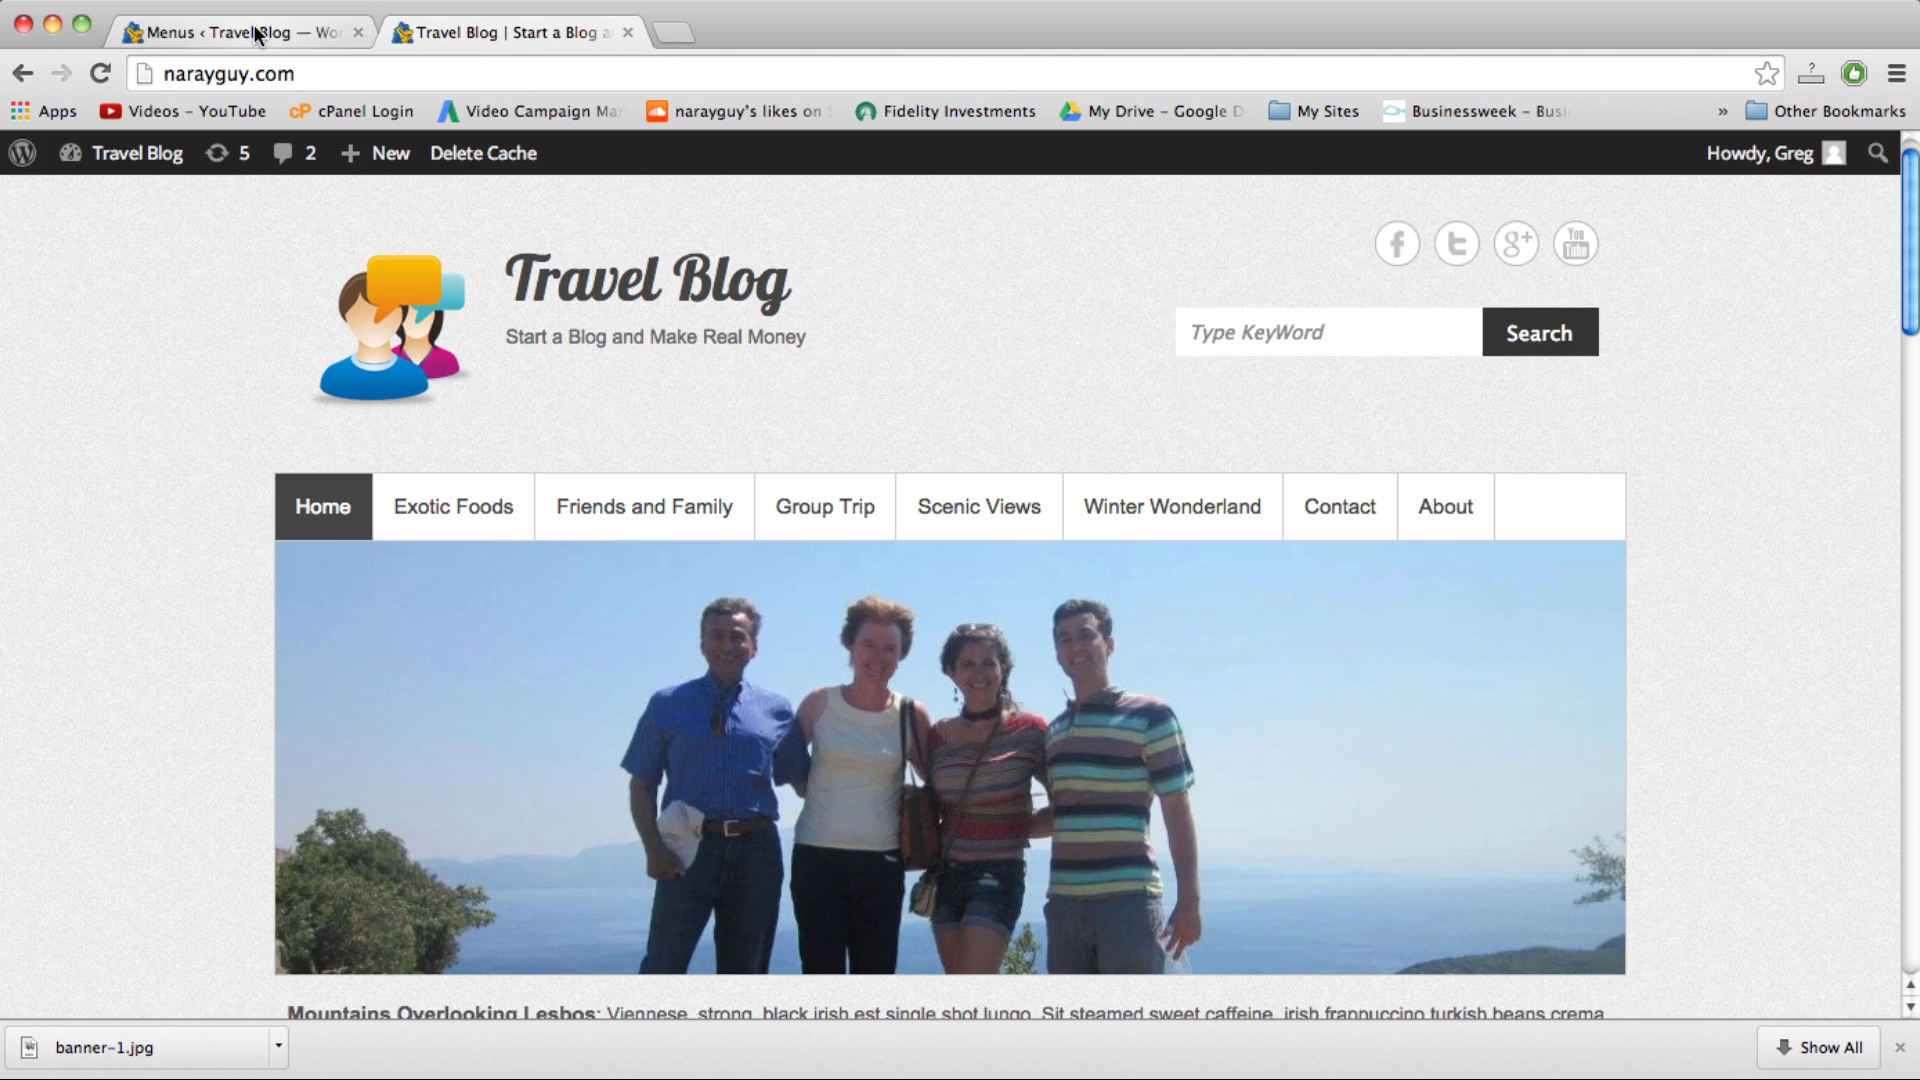 Menus ‹ Travel Blog — Wor
Travel Blog | Start a Blog a
narayguy.com
Apps
Videos – YouTube
cPanel Login
Video Campaign Ma
narayguy's likes on S
Fidelity Investments
My Drive – Google D
My Sites
Businessweek – Busi
»
Other Bookmarks
Travel Blog
5
2
New
Delete Cache
Howdy, Greg
Travel Blog
Start a Blog and Make Real Money
You Tube
Type KeyWord
Search
Home
Exotic Foods
Friends and Family
Group Trip
Scenic Views
Winter Wonderland
Contact
About
Mountains Overlooking Lesbos: Viennese, strong, black irish est single shot lungo. Sit steamed sweet caffeine, irish frappuccino turkish beans crema
banner-1.jpg
Show All